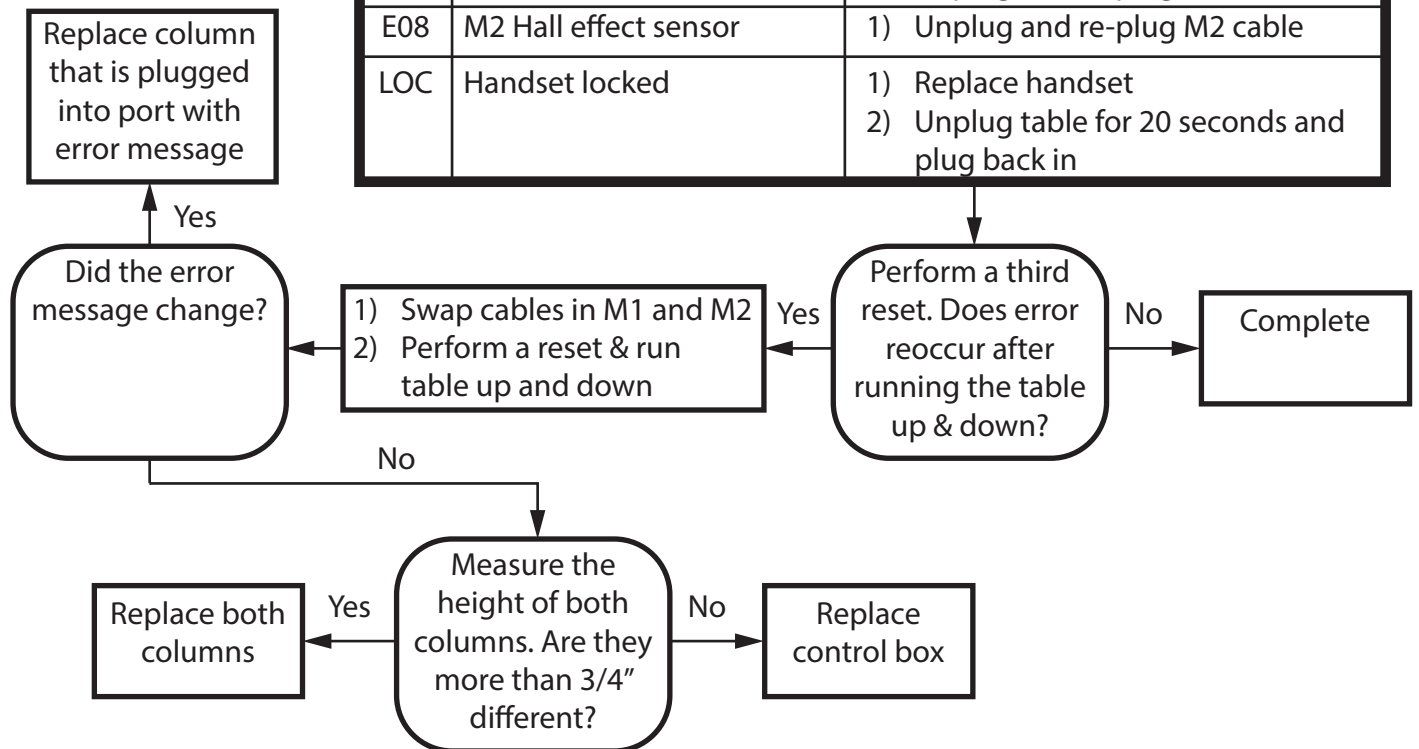 Replace column
that is plugged
into port with
error message
E08 M2 Hall effect sensor 1) Unplug and re-plug M2 cable
LOC Handset locked 1) Replace handset
2) Unplug table for 20 seconds and
plug back in
Yes
Did the error
message change?
1) Swap cables in M1 and M2
2) Perform a reset & run
table up and down
Yes
Perform a third
reset. Does error
reoccur after
running the table
up & down?
No
Complete
No
Measure the
height of both
columns. Are they
more than 3/4"
different?
Yes
Replace both
columns
No
Replace
control box